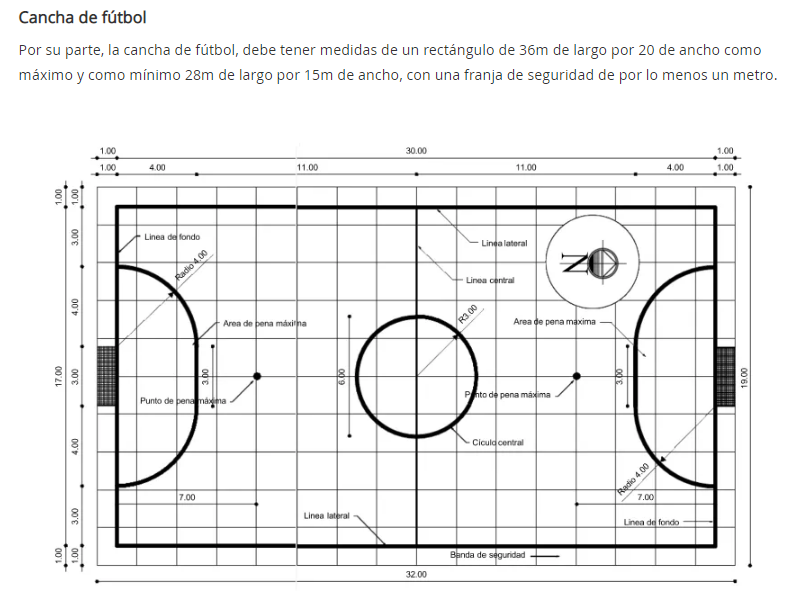 Cancha de fútbol
Por su parte, la cancha de fútbol, debe tener medidas de un rectángulo de 36m de largo por 20 de ancho como
máximo y como mínimo 28m de largo por 15m de ancho, con una franja de seguridad de por lo menos un metro.
1.00 30.00 1.00
1.00 4.00 11.00 11.00 4.00 1.00
1.00 1.00
3.00
Linea de fondo
Linea lateral
N
Radio 4.00
Linea central
4.00
R3.00
Area de pena máxima
Area de pena maxima
17.00
3.00
3.00
6.00
3.00
19.00
Punto de pena máxima
Punto de pena máxima
4.00
Cículo central
Radio 4.00
7.00
7.00
3.00
Linea lateral
Linea de fondo
1.00 1.00
Banda de seguridad
32.00